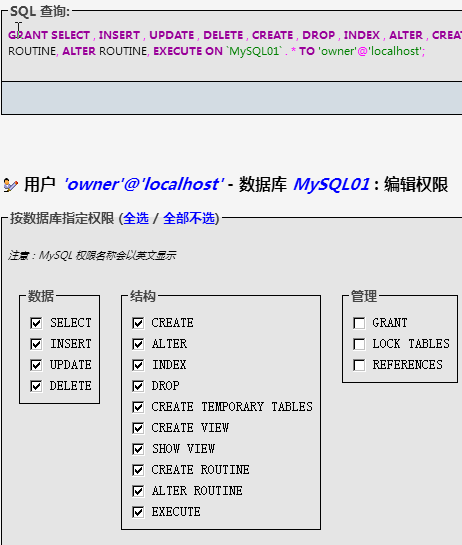 SQL 查询:
GRANT SELECT , INSERT , UPDATE , DELETE , CREATE , DROP , INDEX , ALTER ,
ROUTINE, ALTER ROUTINE, EXECUTE ON `MySQL01` . * TO 'owner'@'localhost';
用户 'owner'@'localhost' - 数据库 MySQL01 : 编辑权限
按数据库指定权限 (全选 / 全部不选)
注意：MySQL 权限名称会以英文显示
数据
SELECT
INSERT
UPDATE
DELETE
结构
CREATE
ALTER
INDEX
DROP
CREATE TEMPORARY TABLES
CREATE VIEW
SHOW VIEW
CREATE ROUTINE
ALTER ROUTINE
EXECUTE
管理
GRANT
LOCK TABLES
REFERENCES